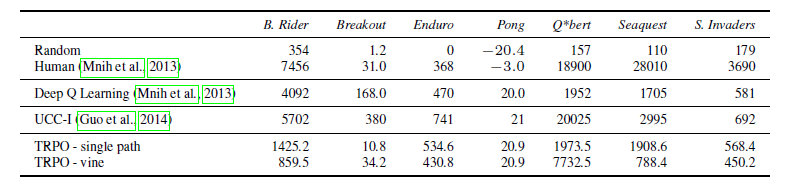 B. Rider Breakout Enduro Pong Q*bert Seaquest S. Invaders
Random 354 1.2 0 −20.4 157 110 179
Human (Mnih et al., 2013) 7456 31.0 368 −3.0 18900 28010 3690
Deep Q Learning (Mnih et al., 2013) 4092 168.0 470 20.0 1952 1705 581
UCC-I (Guo et al., 2014) 5702 380 741 21 20025 2995 692
TRPO - single path 1425.2 10.8 534.6 20.9 1973.5 1908.6 568.4
TRPO - vine 859.5 34.2 430.8 20.9 7732.5 788.4 450.2